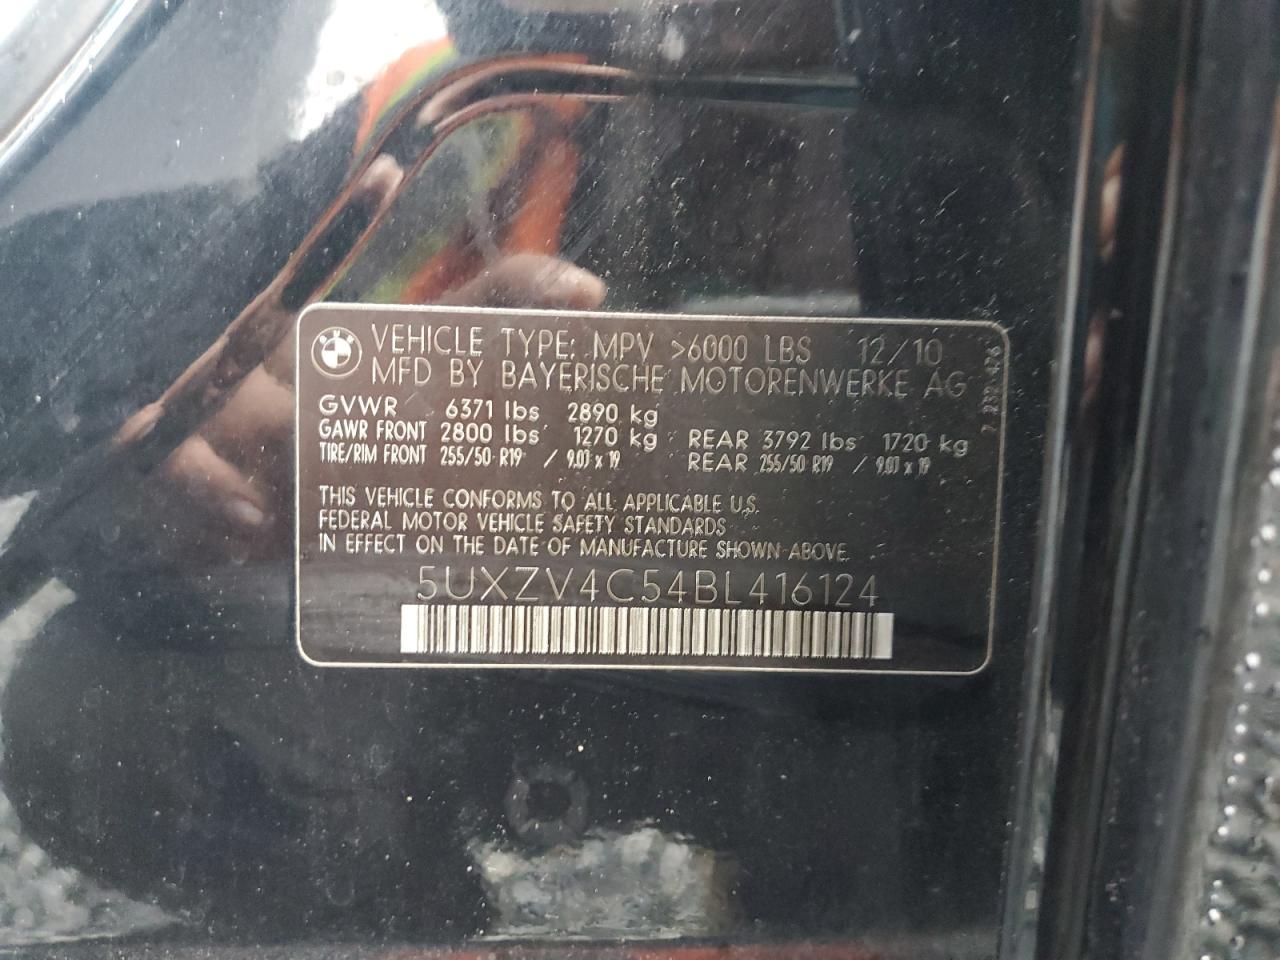 VEHICLE TYPE: MPV >6000 LBS 12/10
MFD BY BAYERISCHE MOTORENWERKE AG
GVWR 6371 lbs 2890 kg
GAWR FRONT 2800 lbs 1270 kg REAR 3792 lbs 1720 kg
TIRE/RIM FRONT 255/50 R19 / 9.0J x 19 REAR 255/50 R19 / 9.0J x 19
THIS VEHICLE CONFORMS TO ALL APPLICABLE U.S.
FEDERAL MOTOR VEHICLE SAFETY STANDARDS
IN EFFECT ON THE DATE OF MANUFACTURE SHOWN ABOVE.
5UXZV4C54BL416124